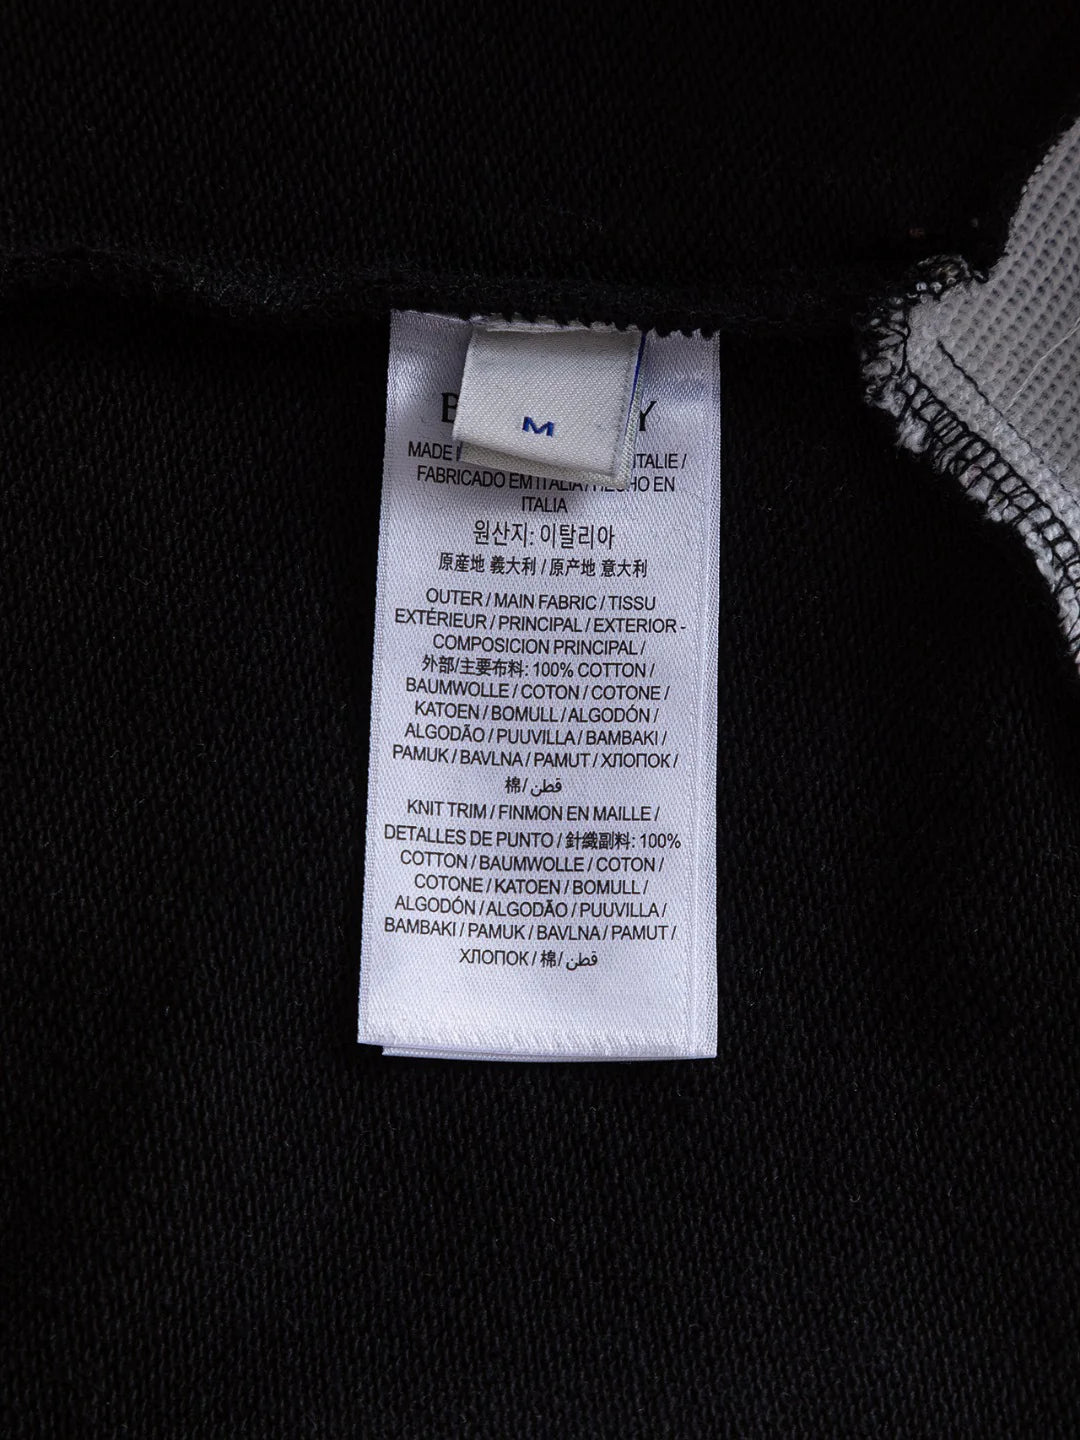 M
MADE ITALIE /
FABRICADO EM ITALIA / HECHO EN
ITALIA
원산지: 이탈리아
原産地 義大利 / 原产地 意大利
OUTER / MAIN FABRIC / TISSU
EXTÉRIEUR / PRINCIPAL / EXTERIOR -
COMPOSICION PRINCIPAL /
外部/主要布料: 100% COTTON /
BAUMWOLLE / COTON / COTONE /
KATOEN / BOMULL / ALGODÓN /
ALGODÃO / PUUVILLA / BAMBAKI /
PAMUK / BAVLNA / PAMUT / ХЛОПОК /
棉/ قطن
KNIT TRIM / FINMON EN MAILLE /
DETALLES DE PUNTO / 針織副料: 100%
COTTON / BAUMWOLLE / COTON /
COTONE / KATOEN / BOMULL /
ALGODÓN / ALGODÃO / PUUVILLA /
BAMBAKI / PAMUK / BAVLNA / PAMUT /
ХЛОПОК / 棉/ قطن